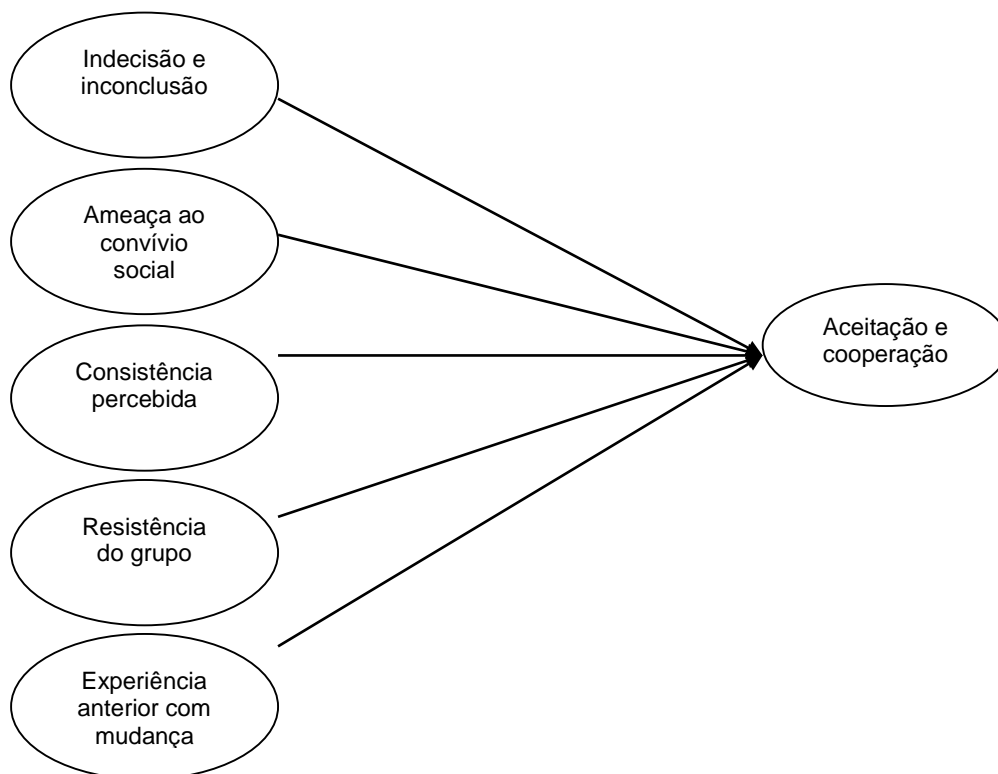 Indecisão e
inconclusão
Ameaça ao
convívio
social
Consistência
percebida
Resistência
do grupo
Experiência
anterior com
mudança
Aceitação e
cooperação